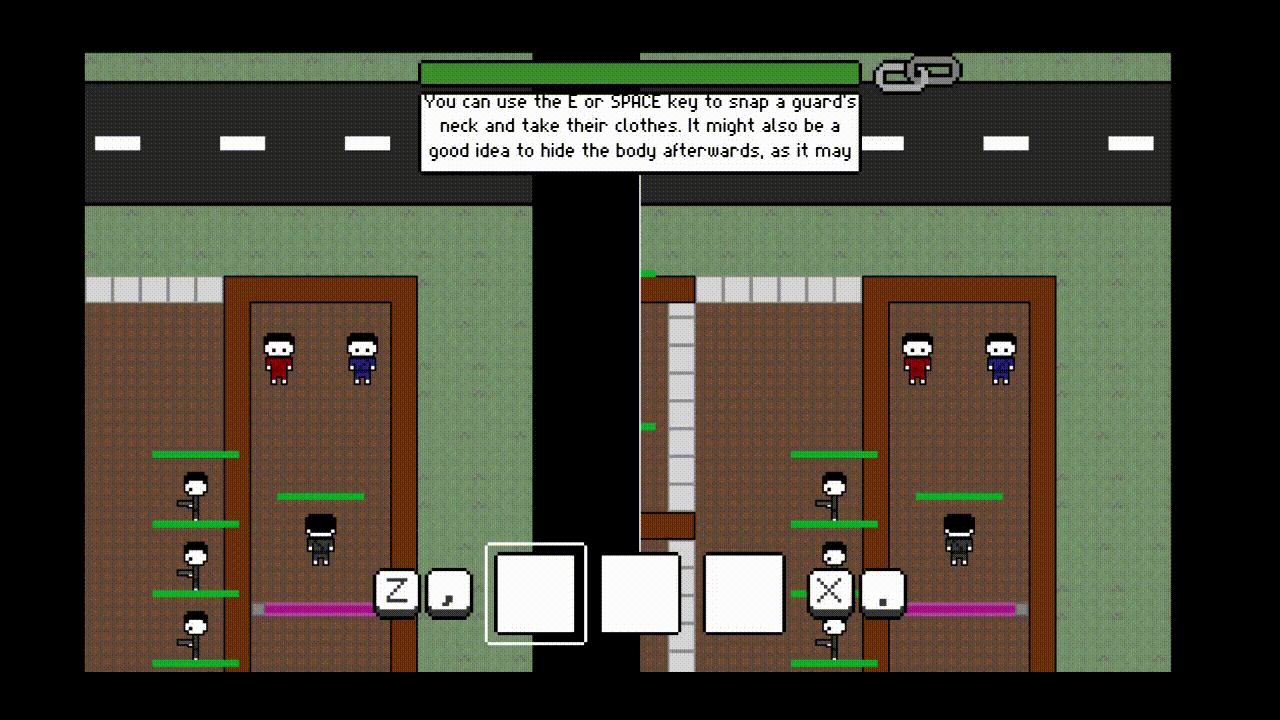 You can use the E or SPACE key to snap a guard's
neck and take their clothes. It might also be a
good idea to hide the body afterwards, as it may
Z , X .